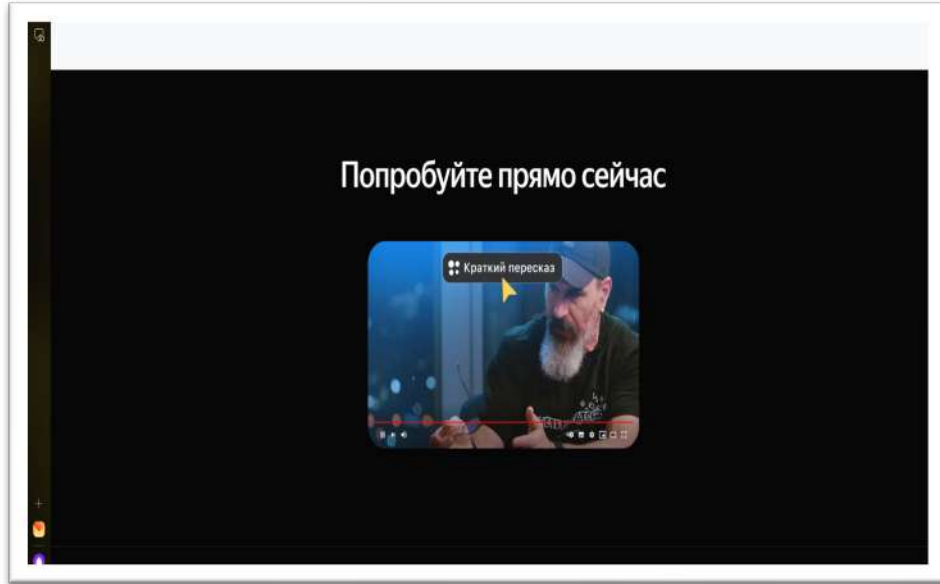 Попробуйте прямо сейчас
Краткий пересказ